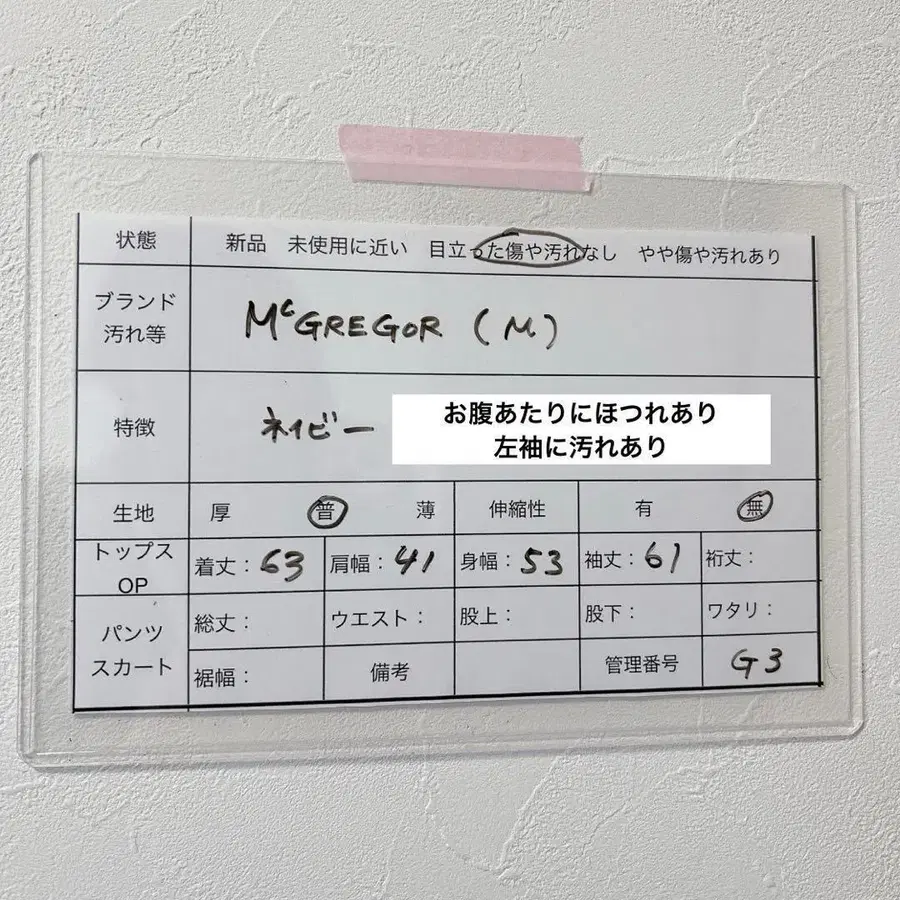 状態 新品 未使用に近い 目立った傷や汚れなし やや傷や汚れあり
ブランド
汚れ等
McGREGOR (M)
特徴
ネイビー
お腹あたりにほつれあり
左袖に汚れあり
生地 厚 普 薄 伸縮性 有 無
トップス
OP
着丈：63 肩幅：41 身幅：53 袖丈：61 裄丈：
パンツ
スカート
総丈： ウエスト： 股上： 股下： ワタリ：
裾幅： 備考 管理番号 G3